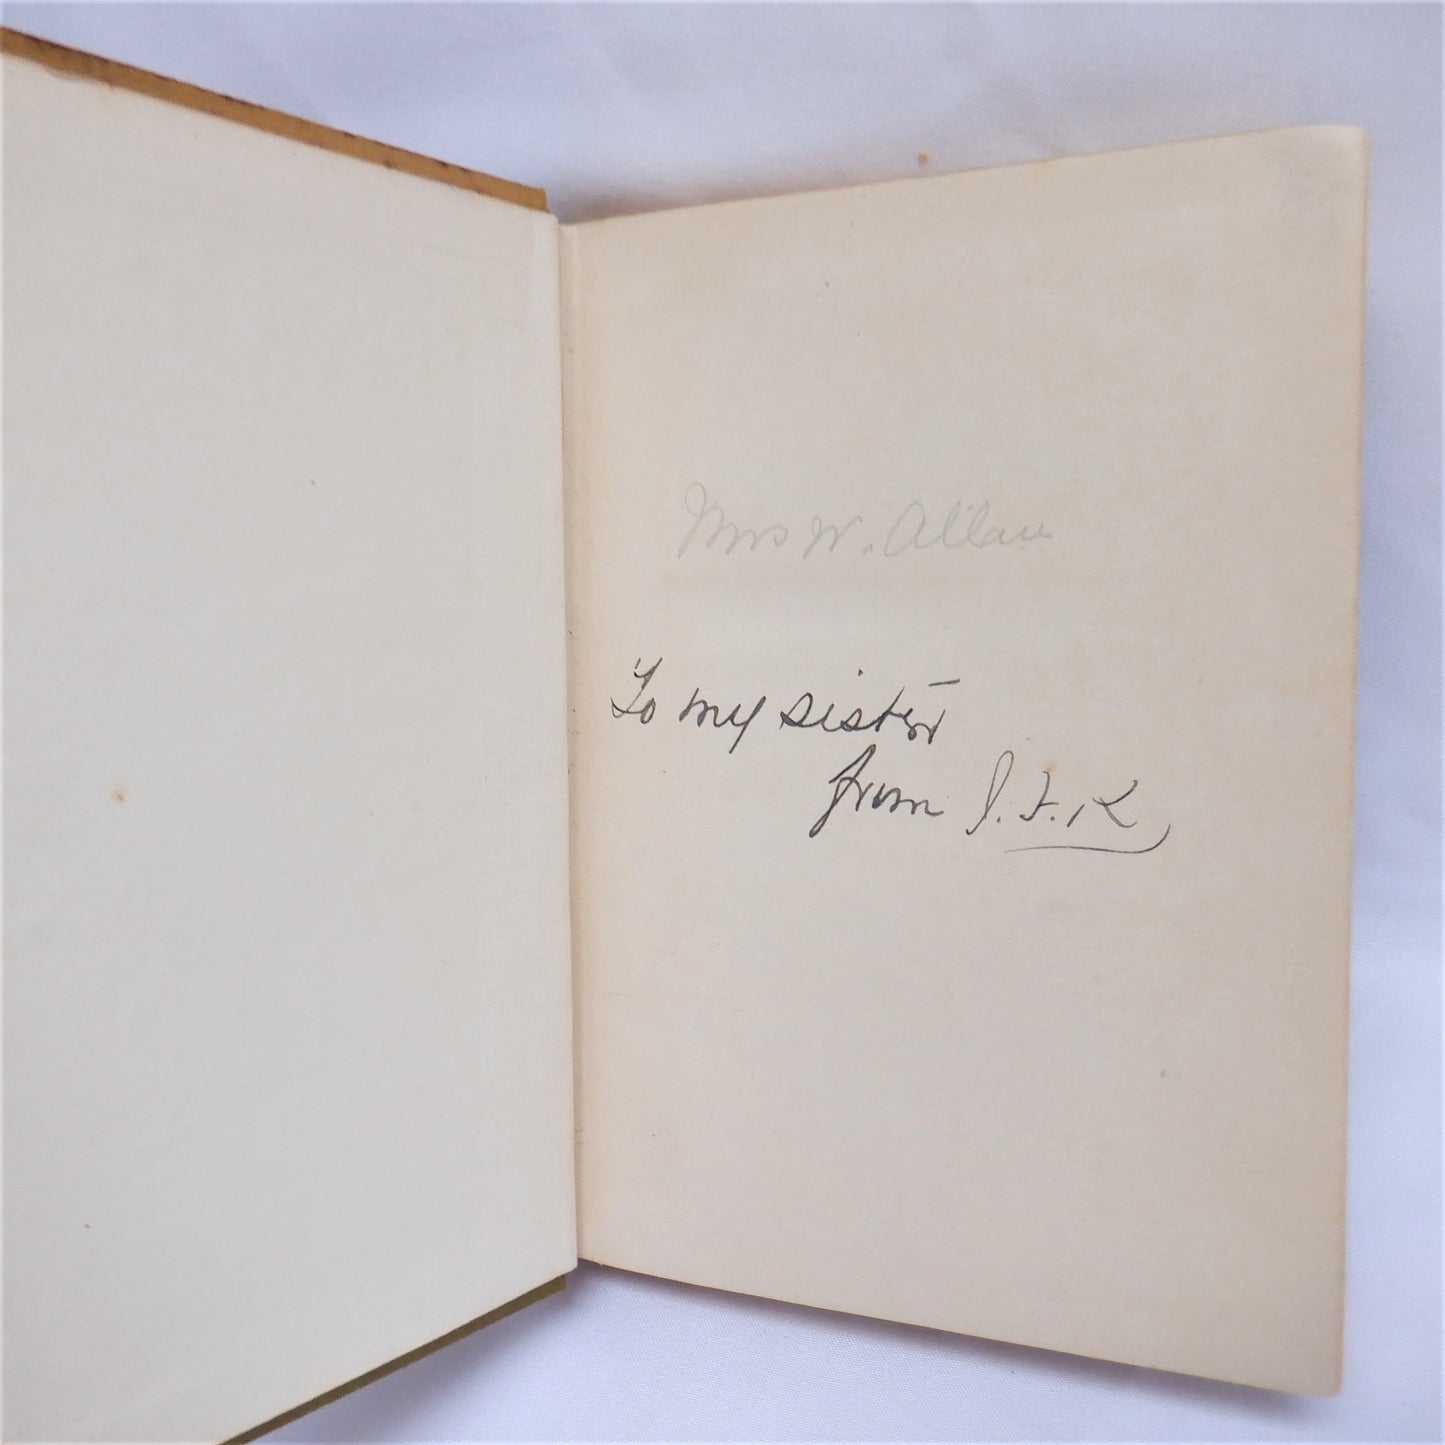 Mrs W. Allan
To my sister
from J. F. K